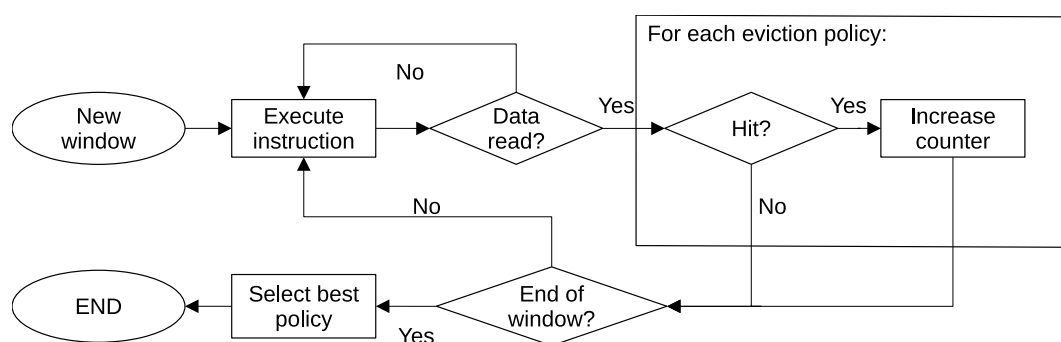 For each eviction policy:
No
New
window
Execute
instruction
Data
read?
Yes
Hit?
Yes
Increase
counter
No
No
END
Select best
policy
Yes
End of
window?